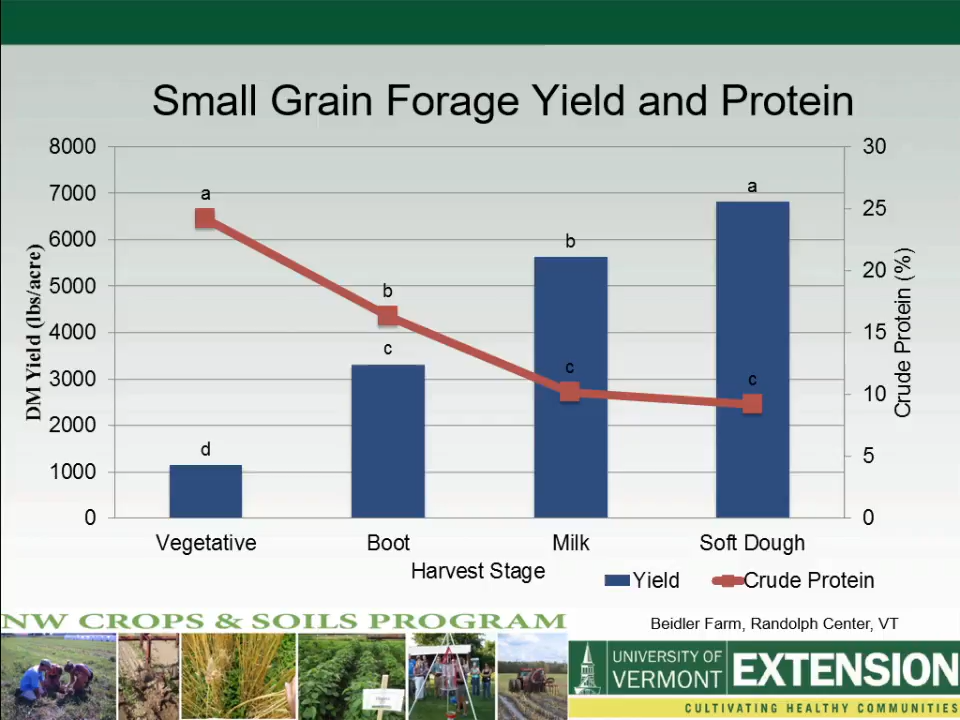 Small Grain Forage Yield and Protein
8000
7000
6000
5000
4000
3000
2000
1000
0
DM Yield (lbs/acre)
30
25
20
15
10
5
0
Crude Protein (%)
a
b
c
c
d
c
b
a
Vegetative
Boot
Milk
Soft Dough
Harvest Stage
Yield
Crude Protein
NW CROPS & SOILS PROGRAM
Beidler Farm, Randolph Center, VT
UNIVERSITY OF
VERMONT
EXTENSION
CULTIVATING HEALTHY COMMUNITIES